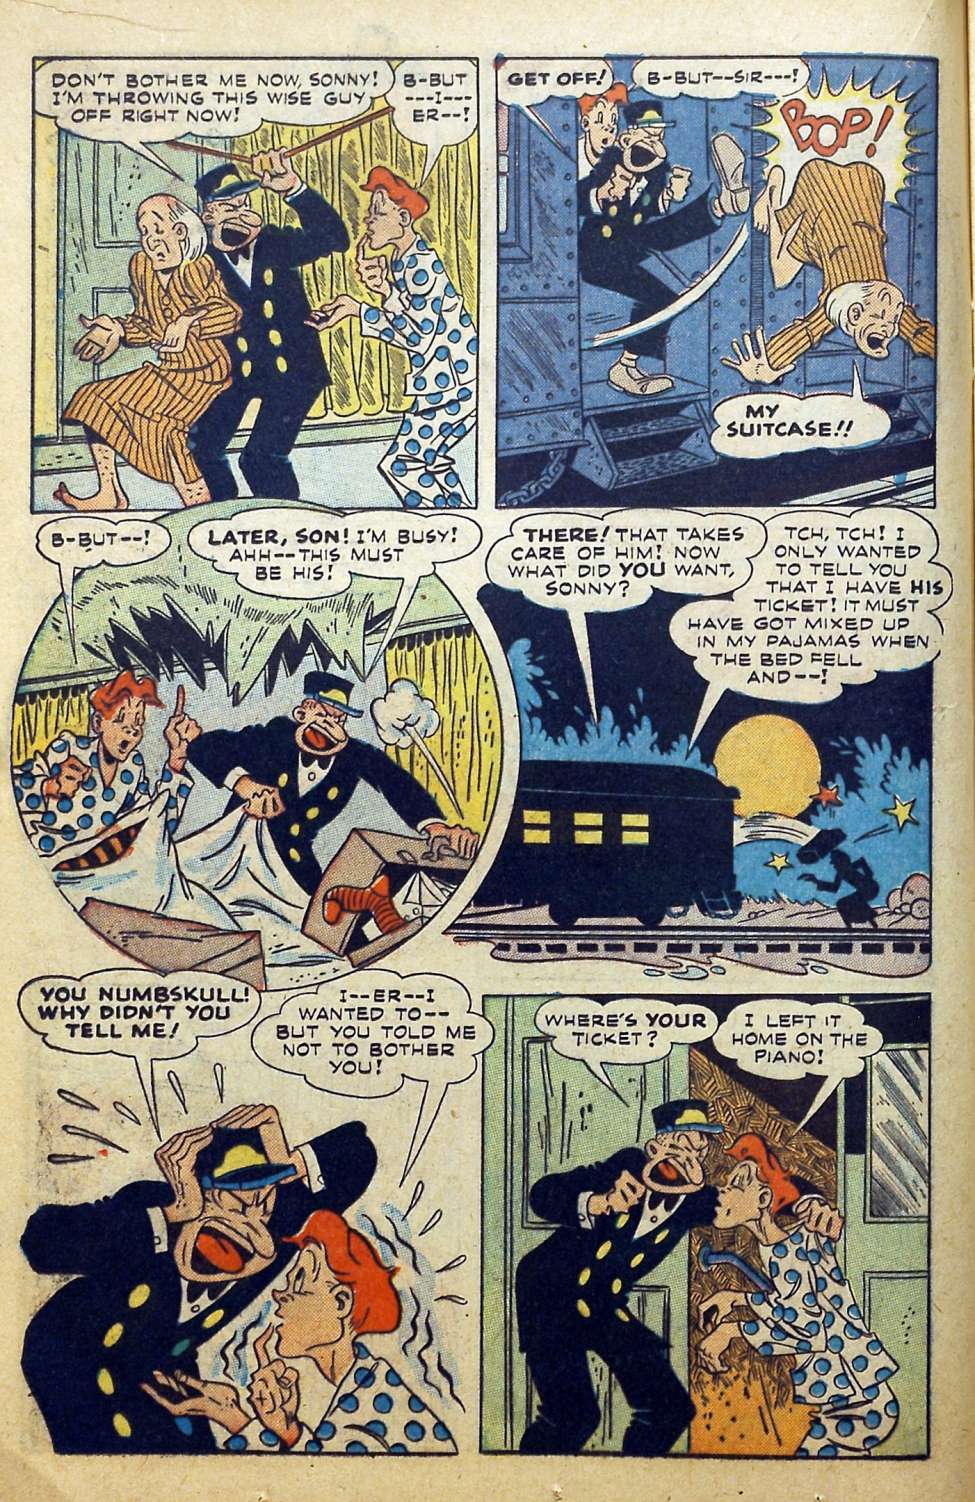 DON'T BOTHER ME NOW, SONNY!
I'M THROWING THIS WISE GUY
OFF RIGHT NOW!
B-BUT
---I---
ER--!
GET OFF!
B-BUT--SIR---!
BOP!
MY
SUITCASE!!
B-BUT--!
LATER, SON! I'M BUSY!
AHH--THIS MUST
BE HIS!
THERE! THAT TAKES
CARE OF HIM! NOW
WHAT DID YOU WANT,
SONNY?
TCH, TCH! I
ONLY WANTED
TO TELL YOU
THAT I HAVE HIS
TICKET! IT MUST
HAVE GOT MIXED UP
IN MY PAJAMAS WHEN
THE BED FELL
AND--!
YOU NUMBSKULL!
WHY DIDN'T YOU
TELL ME!
I--ER--I
WANTED TO--
BUT YOU TOLD ME
NOT TO BOTHER
YOU!
WHERE'S YOUR
TICKET?
I LEFT IT
HOME ON THE
PIANO!